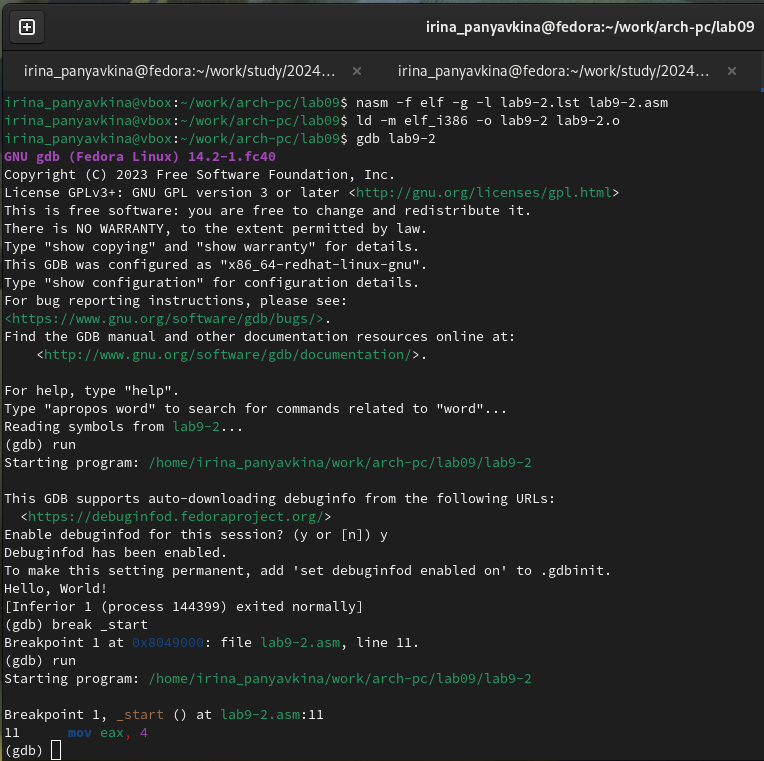 irina_panyavkina@fedora:~/work/arch-pc/lab09
irina_panyavkina@fedora:~/work/study/2024... × irina_panyavkina@fedora:~/work/study/2024... ×
irina_panyavkina@vbox:~/work/arch-pc/lab09$ nasm -f elf -g -l lab9-2.lst lab9-2.asm
irina_panyavkina@vbox:~/work/arch-pc/lab09$ ld -m elf_i386 -o lab9-2 lab9-2.o
irina_panyavkina@vbox:~/work/arch-pc/lab09$ gdb lab9-2
GNU gdb (Fedora Linux) 14.2-1.fc40
Copyright (C) 2023 Free Software Foundation, Inc.
License GPLv3+: GNU GPL version 3 or later <http://gnu.org/licenses/gpl.html>
This is free software: you are free to change and redistribute it.
There is NO WARRANTY, to the extent permitted by law.
Type "show copying" and "show warranty" for details.
This GDB was configured as "x86_64-redhat-linux-gnu".
Type "show configuration" for configuration details.
For bug reporting instructions, please see:
<https://www.gnu.org/software/gdb/bugs/>.
Find the GDB manual and other documentation resources online at:
    <http://www.gnu.org/software/gdb/documentation/>.

For help, type "help".
Type "apropos word" to search for commands related to "word"...
Reading symbols from lab9-2...
(gdb) run
Starting program: /home/irina_panyavkina/work/arch-pc/lab09/lab9-2

This GDB supports auto-downloading debuginfo from the following URLs:
  <https://debuginfod.fedoraproject.org/>
Enable debuginfod for this session? (y or [n]) y
Debuginfod has been enabled.
To make this setting permanent, add 'set debuginfod enabled on' to .gdbinit.
Hello, World!
[Inferior 1 (process 144399) exited normally]
(gdb) break _start
Breakpoint 1 at 0x8049000: file lab9-2.asm, line 11.
(gdb) run
Starting program: /home/irina_panyavkina/work/arch-pc/lab09/lab9-2

Breakpoint 1, _start () at lab9-2.asm:11
11      mov eax, 4
(gdb)